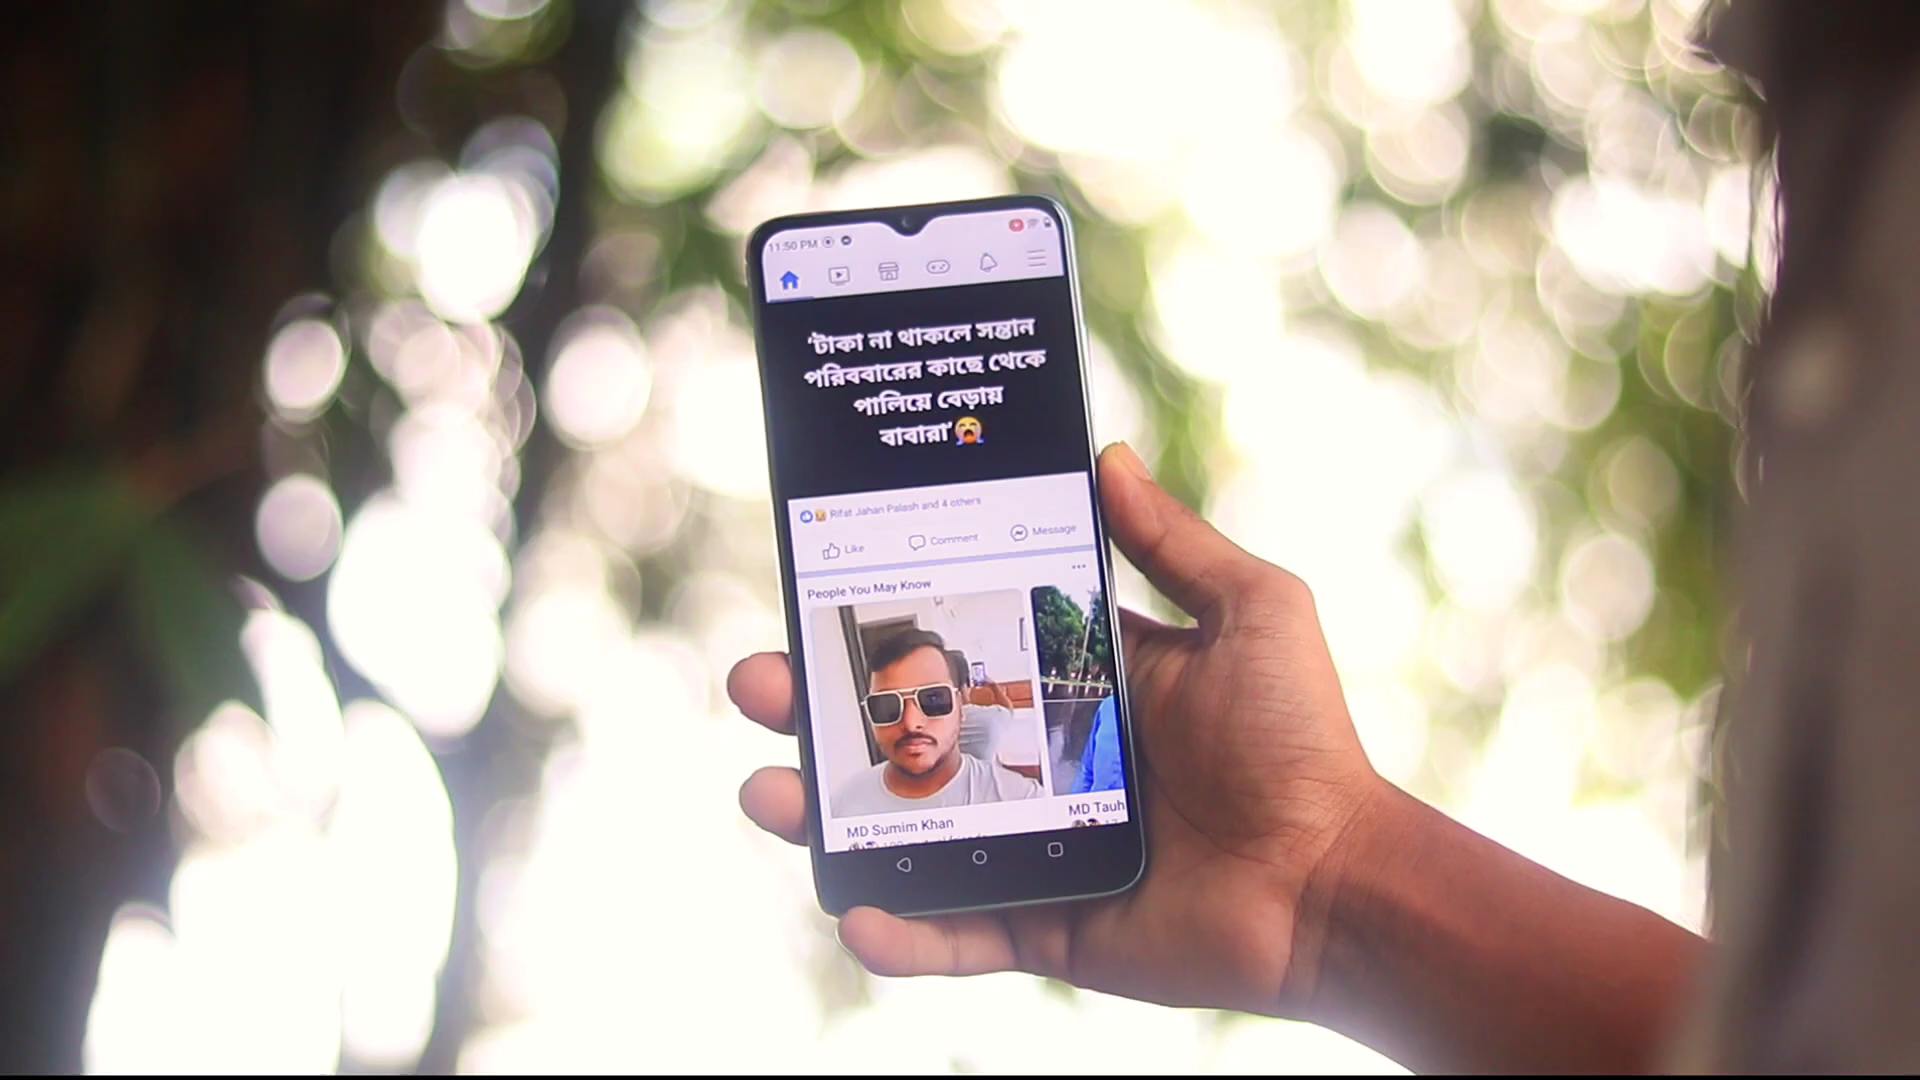 11:50 PM
'টাকা না থাকলে সন্তান
পরিববারের কাছে থেকে
পালিয়ে বেড়ায়
বাবারা'😭
Rifat Jahan Palash and 4 others
Like
Comment
Message
People You May Know
MD Sumim Khan
MD Tauh